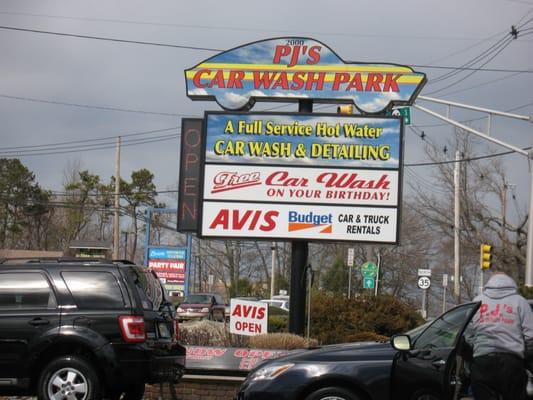 2000
PJ'S
CAR WASH PARK
OPEN
A Full Service Hot Water
CAR WASH & DETAILING
Free Car Wash
ON YOUR BIRTHDAY!
AVIS
Budget
CAR & TRUCK
RENTALS
PARTY FAIR
AVIS
OPEN
35
P.J.'s